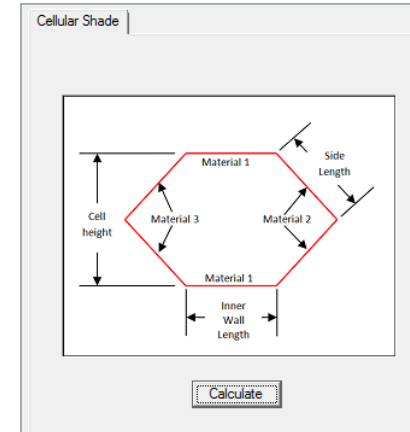 Cellular Shade
Material 1
Side
Length
Cell
height
Material 3
Material 2
Material 1
Inner
Wall
Length
Calculate